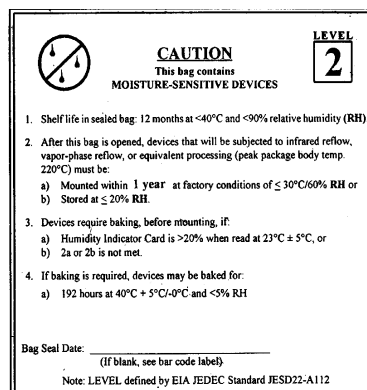 LEVEL
2
CAUTION
This bag contains
MOISTURE-SENSITIVE DEVICES
1. Shelf life in sealed bag: 12 months at <40°C and <90% relative humidity (RH)
2. After this bag is opened, devices that will be subjected to infrared reflow,
vapor-phase reflow, or equivalent processing (peak package body temp.
220°C) must be:
a) Mounted within 1 year at factory conditions of ≤ 30°C/60% RH or
b) Stored at ≤ 20% RH.
3. Devices require baking, before mounting, if:
a) Humidity Indicator Card is >20% when read at 23°C ± 5°C, or
b) 2a or 2b is not met.
4. If baking is required, devices may be baked for:
a) 192 hours at 40°C + 5°C/-0°C and <5% RH
Bag Seal Date:
(If blank, see bar code label)
Note: LEVEL defined by EIA JEDEC Standard JESD22-A112